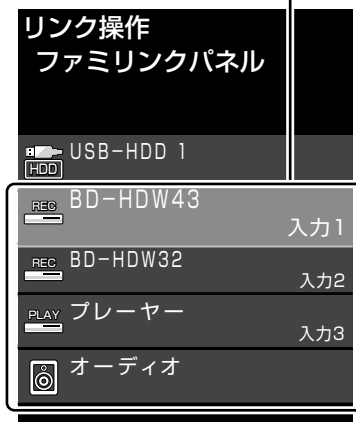 リンク操作
ファミリンクパネル
USB-HDD 1
HDD
REC BD-HDW43
入力1
REC BD-HDW32
入力2
PLAY プレーヤー
入力3
オーディオ